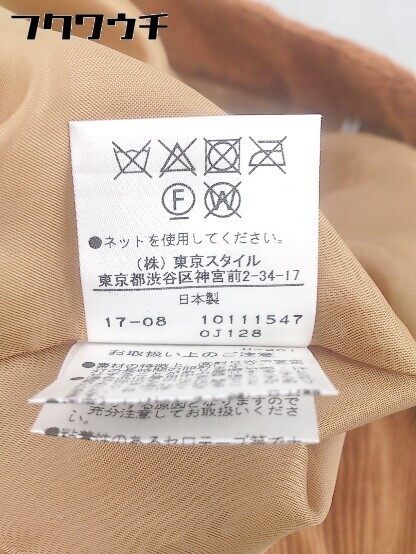 フクワウチ
F W
●ネットを使用してください。
(株) 東京スタイル
東京都渋谷区神宮前2-34-17
日本製
17-08 10111547
OJ128
お取扱い上のご注意
充分注意してお取扱いくださ
い。